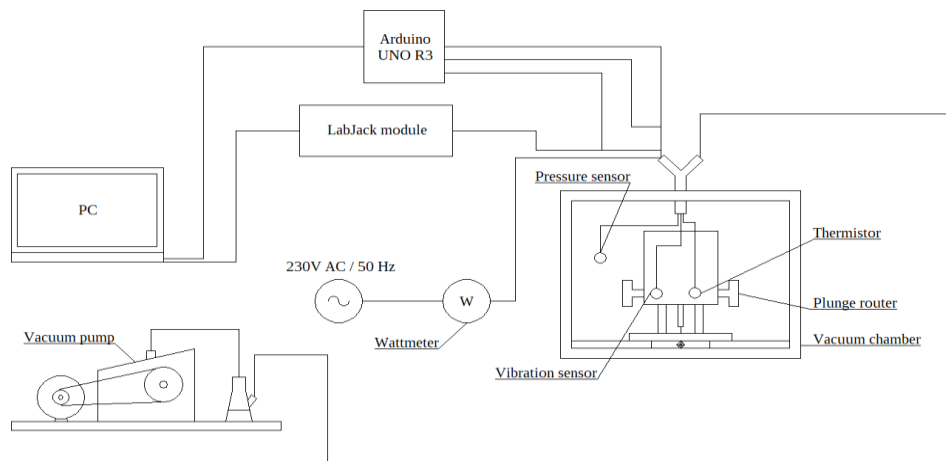 Arduino
UNO R3
LabJack module
PC
Pressure sensor
Thermistor
230V AC / 50 Hz
W
Plunge router
Vacuum pump
Wattmeter
Vacuum chamber
Vibration sensor